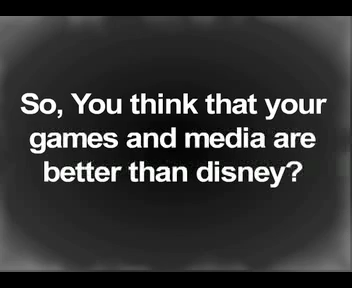 So, You think that your
games and media are
better than disney?